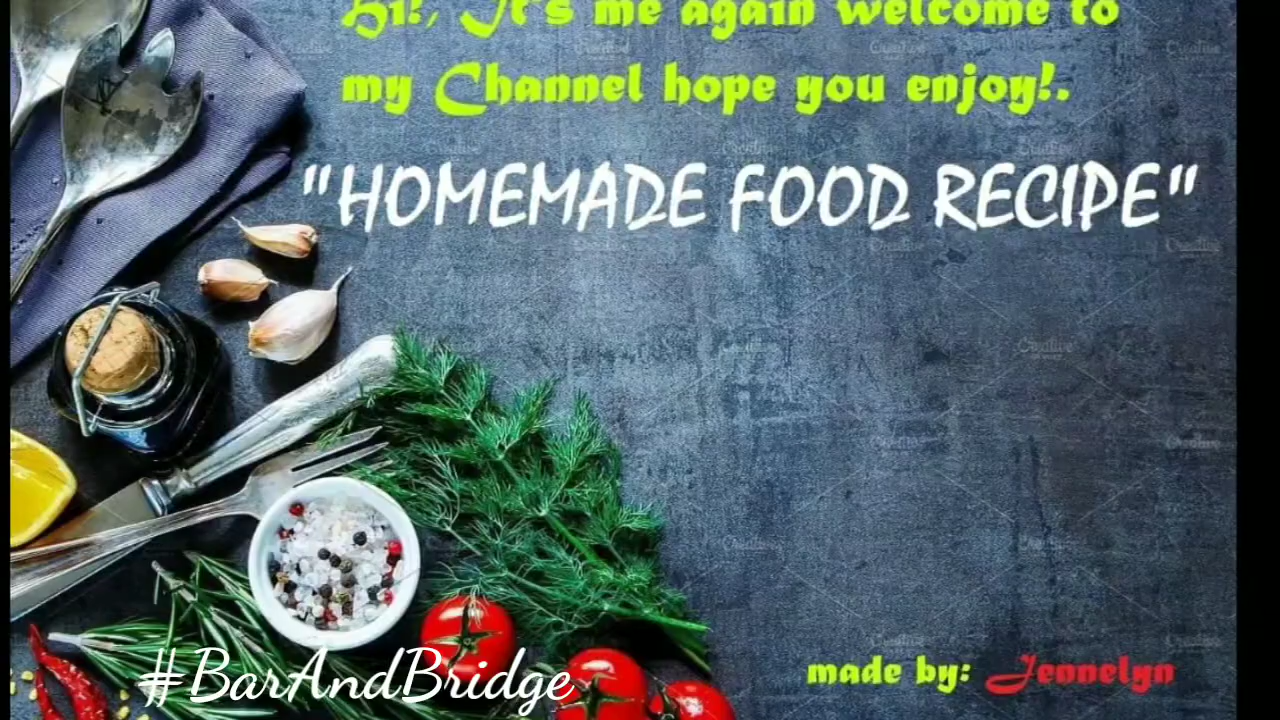 Hi!, It's me again welcome to
my Channel hope you enjoy!.
"HOMEMADE FOOD RECIPE"
made by: Jennelyn
#BarAndBridge